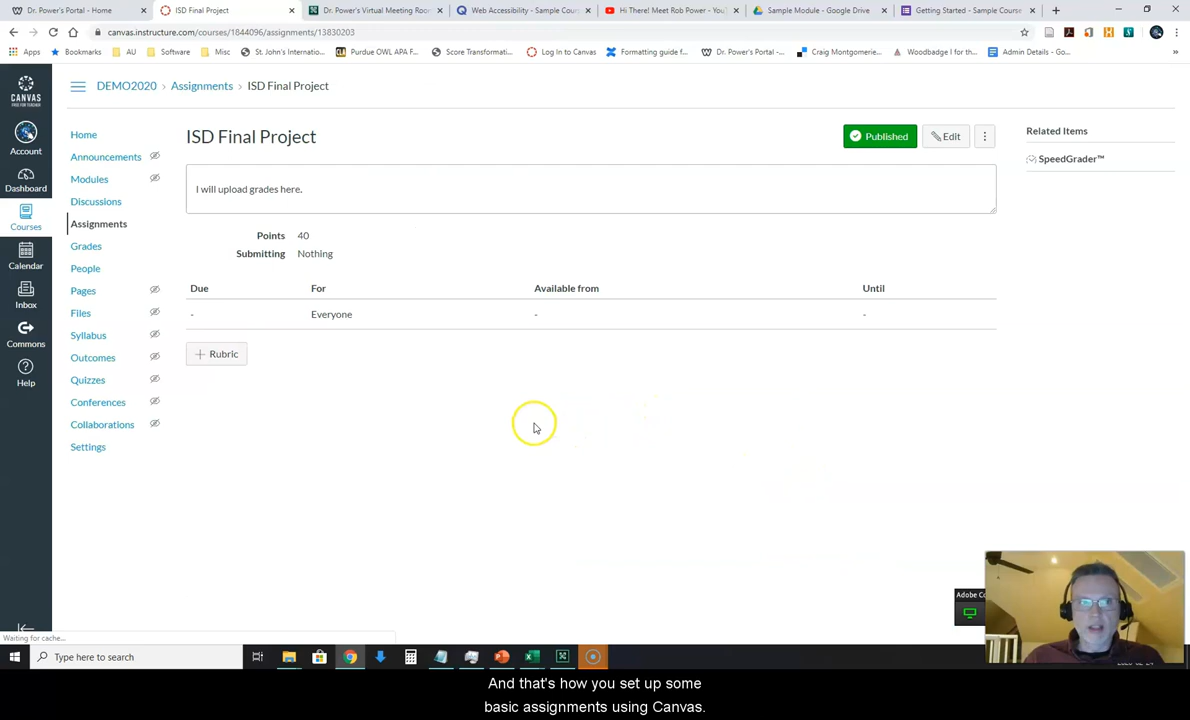 Dr. Power's Portal - Home
ISD Final Project
Dr. Power's Virtual Meeting Room
Web Accessibility - Sample Cou
Hi There! Meet Rob Power - You
Sample Module - Google Drive
Getting Started - Sample Course
canvas.instructure.com/courses/1844096/assignments/13830203
Apps
Bookmarks
AU
Software
Misc
St. John's Internatio...
Purdue OWL APA F...
Score Transformati...
Log In to Canvas
Formatting guide f...
Dr. Power's Portal -...
Craig Montgomerie...
Woodbadge I for th...
Admin Details - Go...
CANVAS
FREE FOR TEACHER
Account
Dashboard
Courses
Calendar
Inbox
Commons
Help
DEMO2020 › Assignments › ISD Final Project
Home
Announcements
Modules
Discussions
Assignments
Grades
People
Pages
Files
Syllabus
Outcomes
Quizzes
Conferences
Collaborations
Settings
ISD Final Project
Published
Edit
I will upload grades here.
Points 40
Submitting Nothing
Due For Available from Until
- Everyone - -
+ Rubric
Related Items
SpeedGrader™
Adobe Co
Waiting for cache...
Type here to search
And that's how you set up some
basic assignments using Canvas.